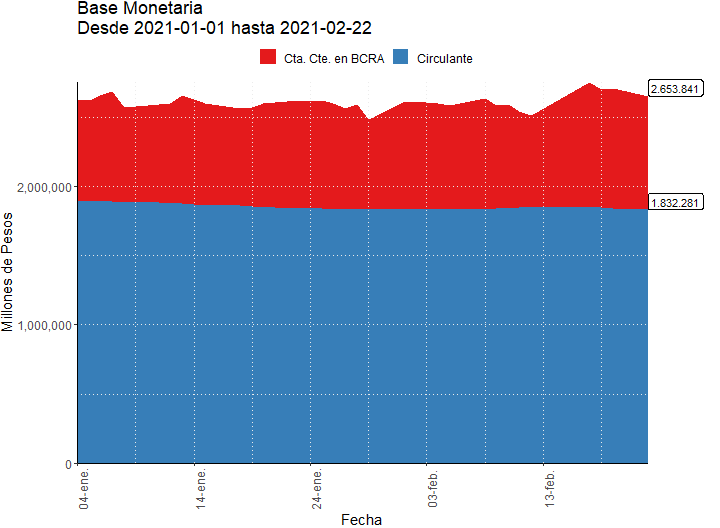 Base Monetaria
Desde 2021-01-01 hasta 2021-02-22
Cta. Cte. en BCRA
Circulante
Millones de Pesos
2,000,000
1,000,000
0
2.653.841
1.832.281
04-ene.
14-ene.
24-ene.
03-feb.
13-feb.
Fecha